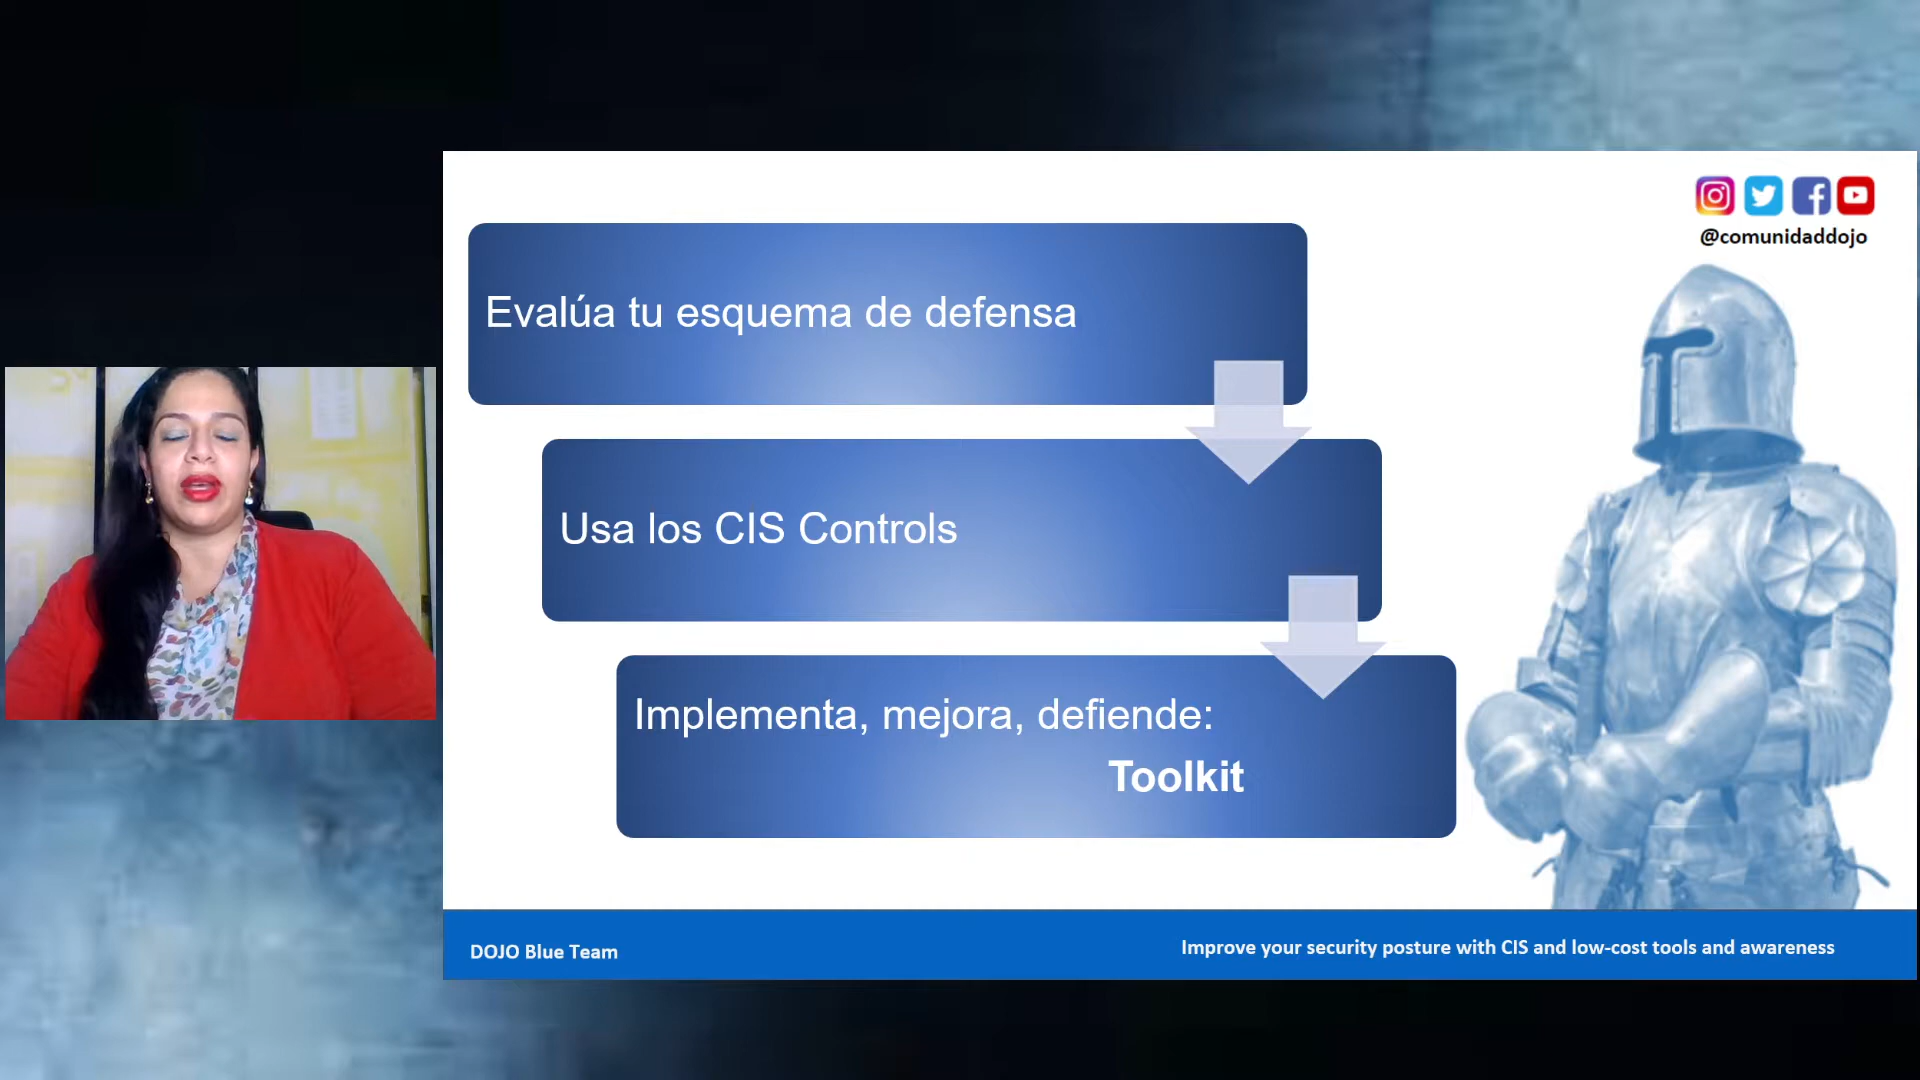 @comunidaddojo
Evalúa tu esquema de defensa
Usa los CIS Controls
Implementa, mejora, defiende:
Toolkit
DOJO Blue Team
Improve your security posture with CIS and low-cost tools and awareness